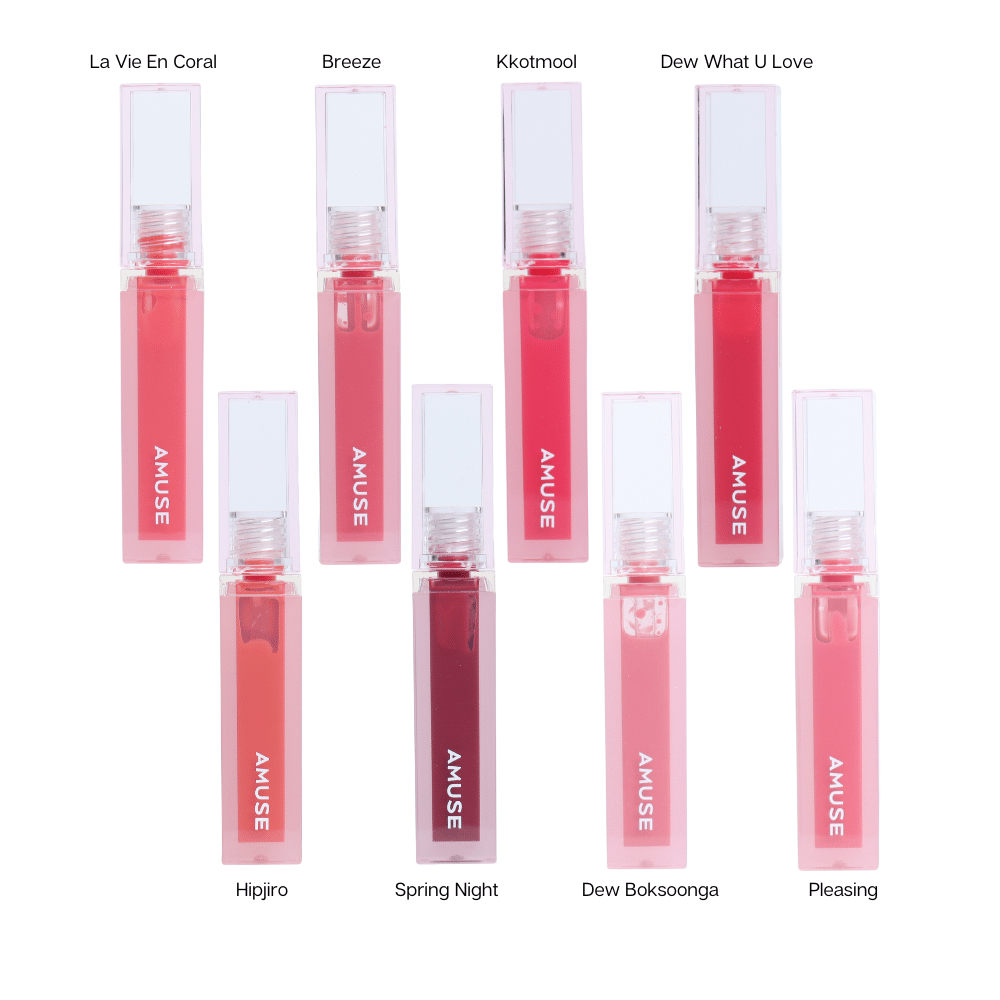 La Vie En Coral
Breeze
Kkotmool
Dew What U Love
AMUSE
AMUSE
AMUSE
AMUSE
AMUSE
AMUSE
AMUSE
AMUSE
Hipjiro
Spring Night
Dew Boksoonga
Pleasing